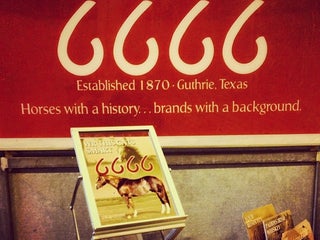 6666
Established 1870 · Guthrie, Texas
Horses with a history... brands with a background.
6666